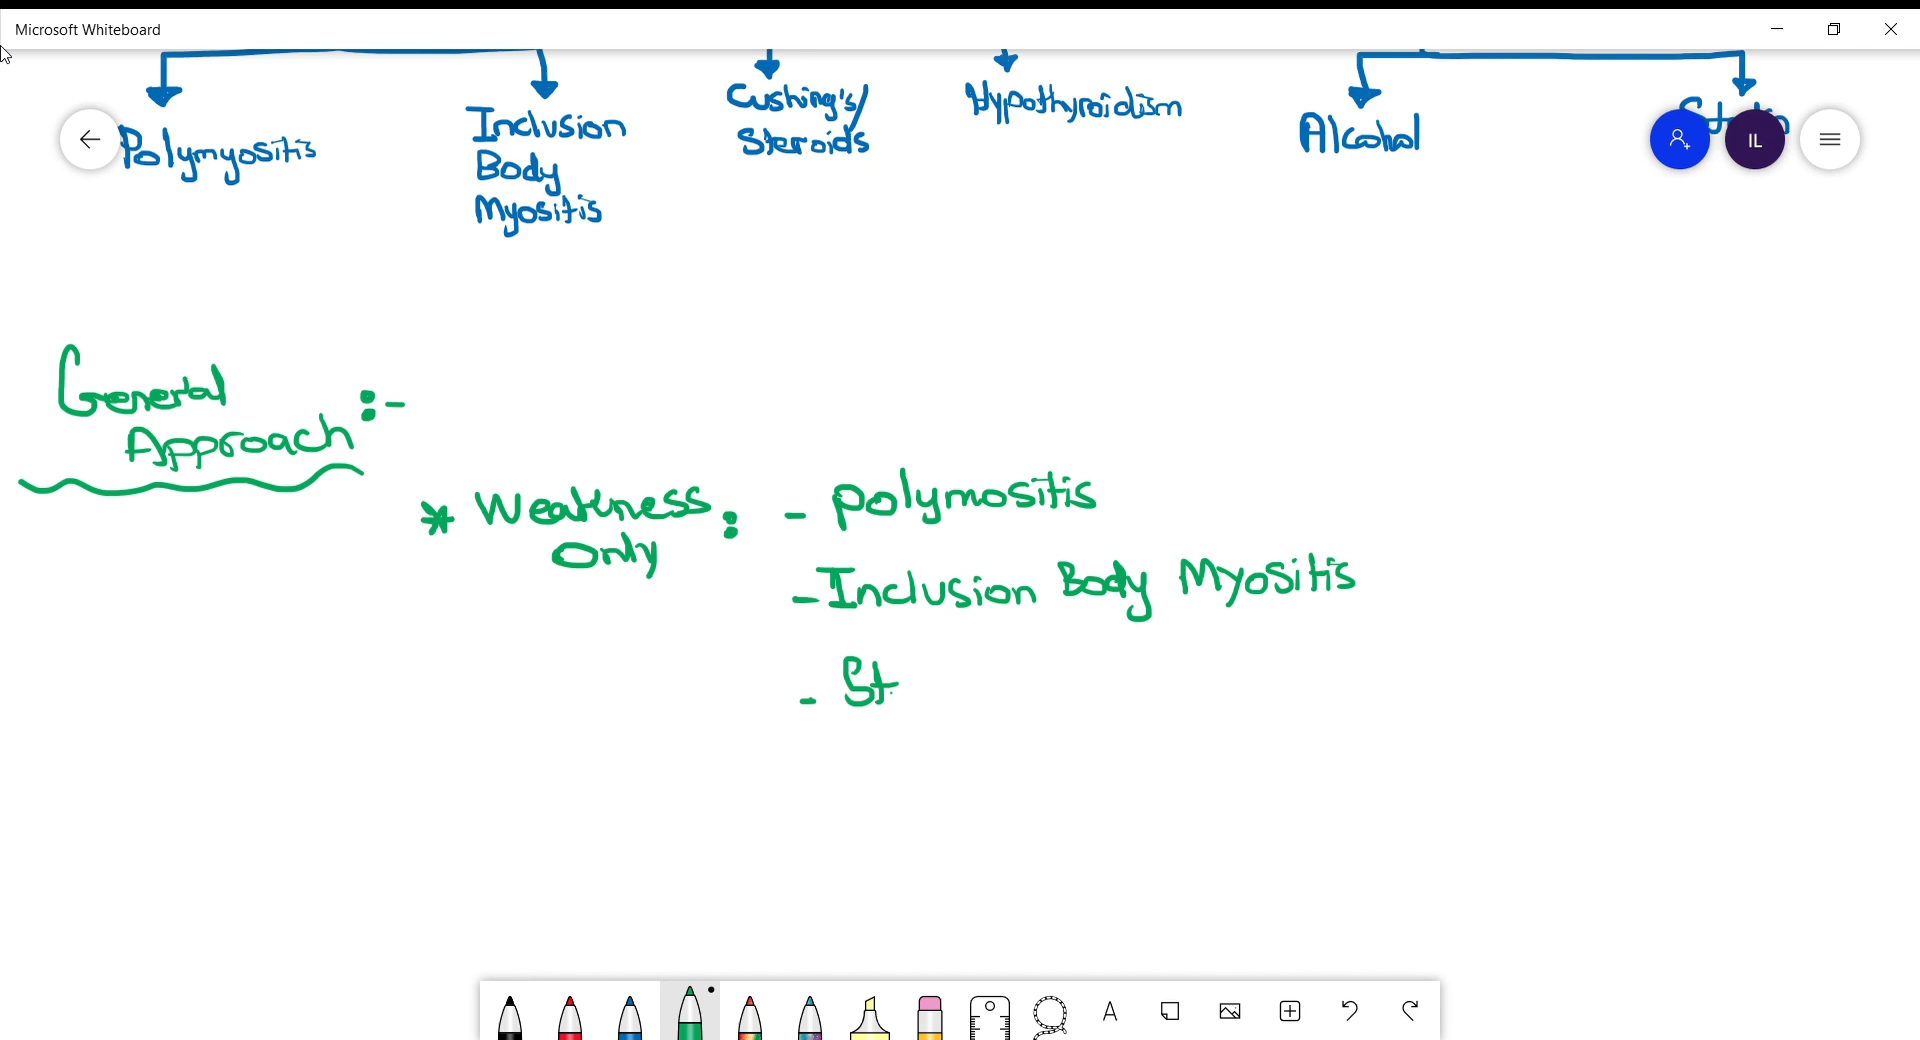 Microsoft Whiteboard
Polymyositis
Inclusion
Body
Myositis
Cushing's/
Steroids
Hypothyroidism
Alcohol
IL
General
Approach :-
* Weakness : - polymositis
Only
- Inclusion Body Myositis
- St
A